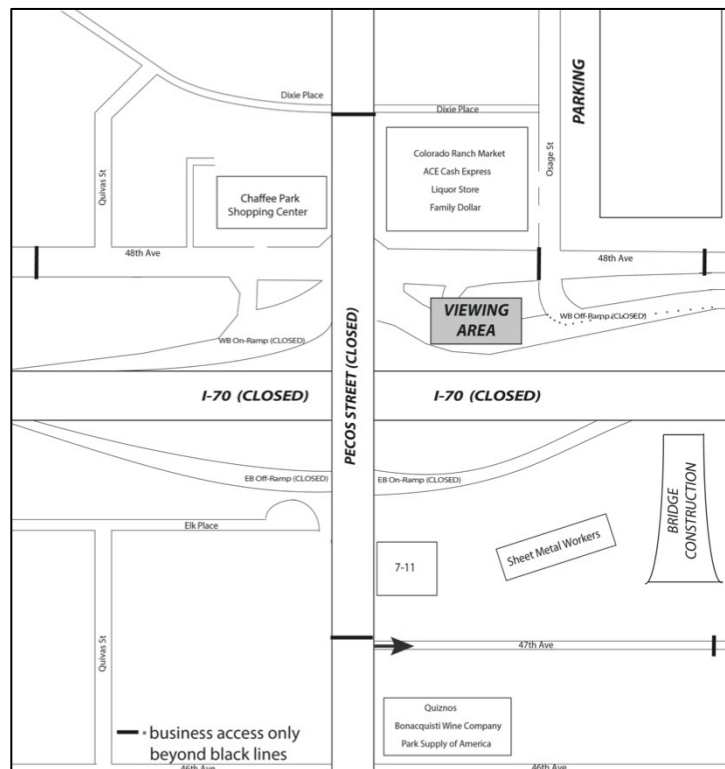 Dixie Place
Dixie Place
PARKING
Osage St
Quivas St
Chaffee Park
Shopping Center
Colorado Ranch Market
ACE Cash Express
Liquor Store
Family Dollar
48th Ave
48th Ave
VIEWING
AREA
WB On-Ramp (CLOSED)
WB Off-Ramp (CLOSED)
PECOS STREET (CLOSED)
I-70 (CLOSED)
I-70 (CLOSED)
EB Off-Ramp (CLOSED)
EB On-Ramp (CLOSED)
BRIDGE
CONSTRUCTION
Elk Place
Sheet Metal Workers
7-11
Quivas St
47th Ave
Quiznos
Bonacquisti Wine Company
Park Supply of America
- business access only
beyond black lines
46th Ave
46th Ave